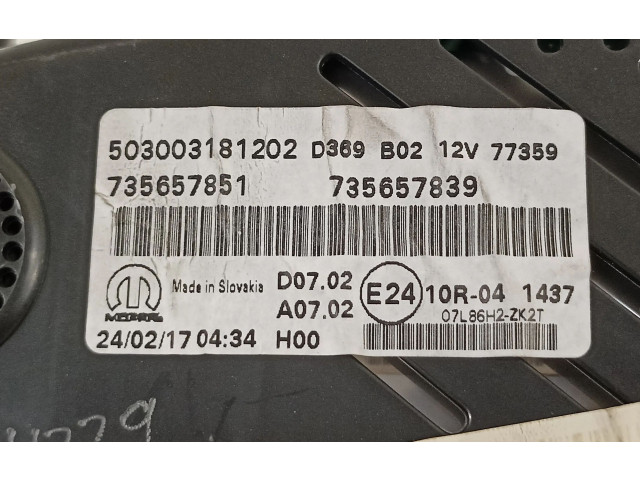 503003181202 D369 B02 12V 77359
735657851 735657839
MOPAR Made in Slovakia D07.02 E24 10R-04 1437
A07.02 07L86H2-ZK2T
24/02/17 04:34 H00